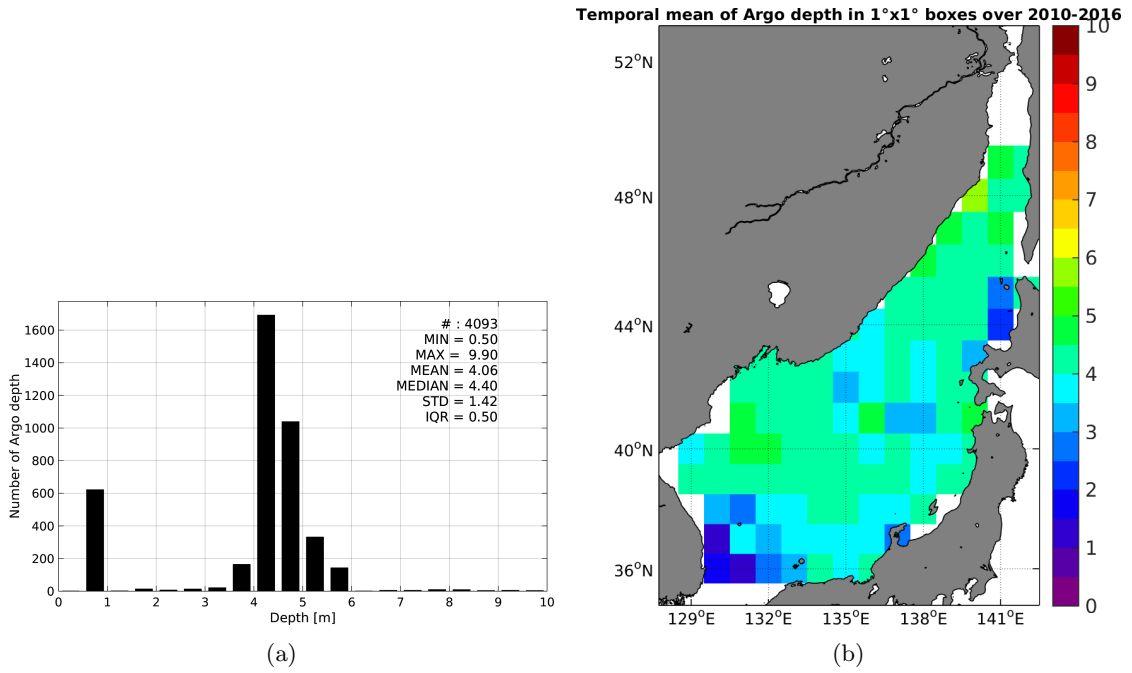 Temporal mean of Argo depth in 1°x1° boxes over 2010-2016
Number of Argo depth
1600
1400
1200
1000
800
600
400
200
0
# : 4093
MIN = 0.50
MAX = 9.90
MEAN = 4.06
MEDIAN = 4.40
STD = 1.42
IQR = 0.50
0 1 2 3 4 5 6 7 8 9 10
Depth [m]
(a)
52°N
48°N
44°N
40°N
36°N
129°E 132°E 135°E 138°E 141°E
10
9
8
7
6
5
4
3
2
1
0
(b)